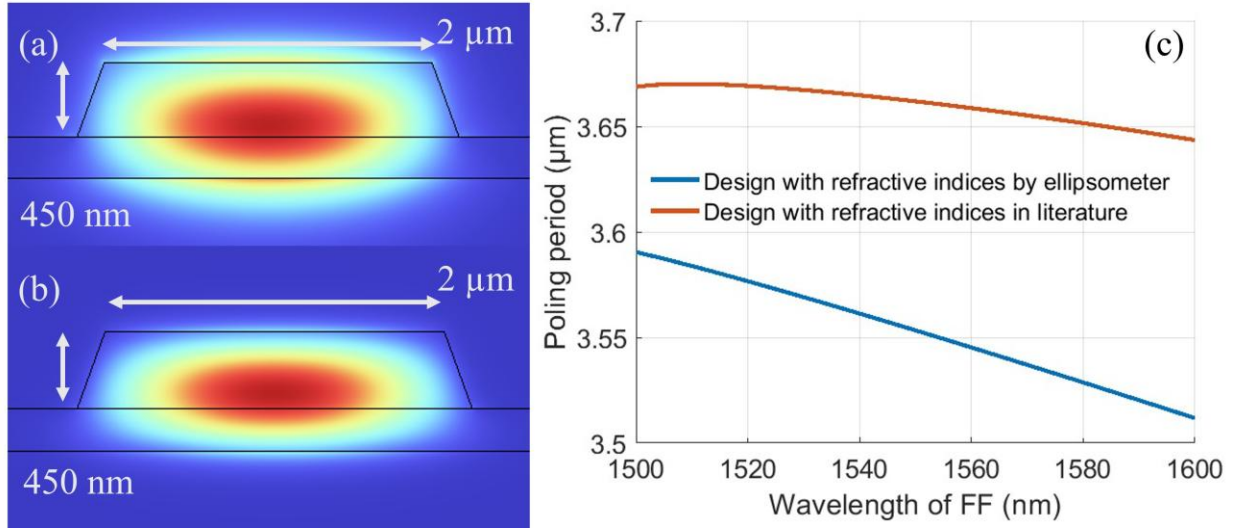 (a)
2 µm
450 nm
(b)
2 µm
450 nm
(c)
3.7
3.65
3.6
3.55
3.5
Poling period (µm)
Design with refractive indices by ellipsometer
Design with refractive indices in literature
1500 1520 1540 1560 1580 1600
Wavelength of FF (nm)